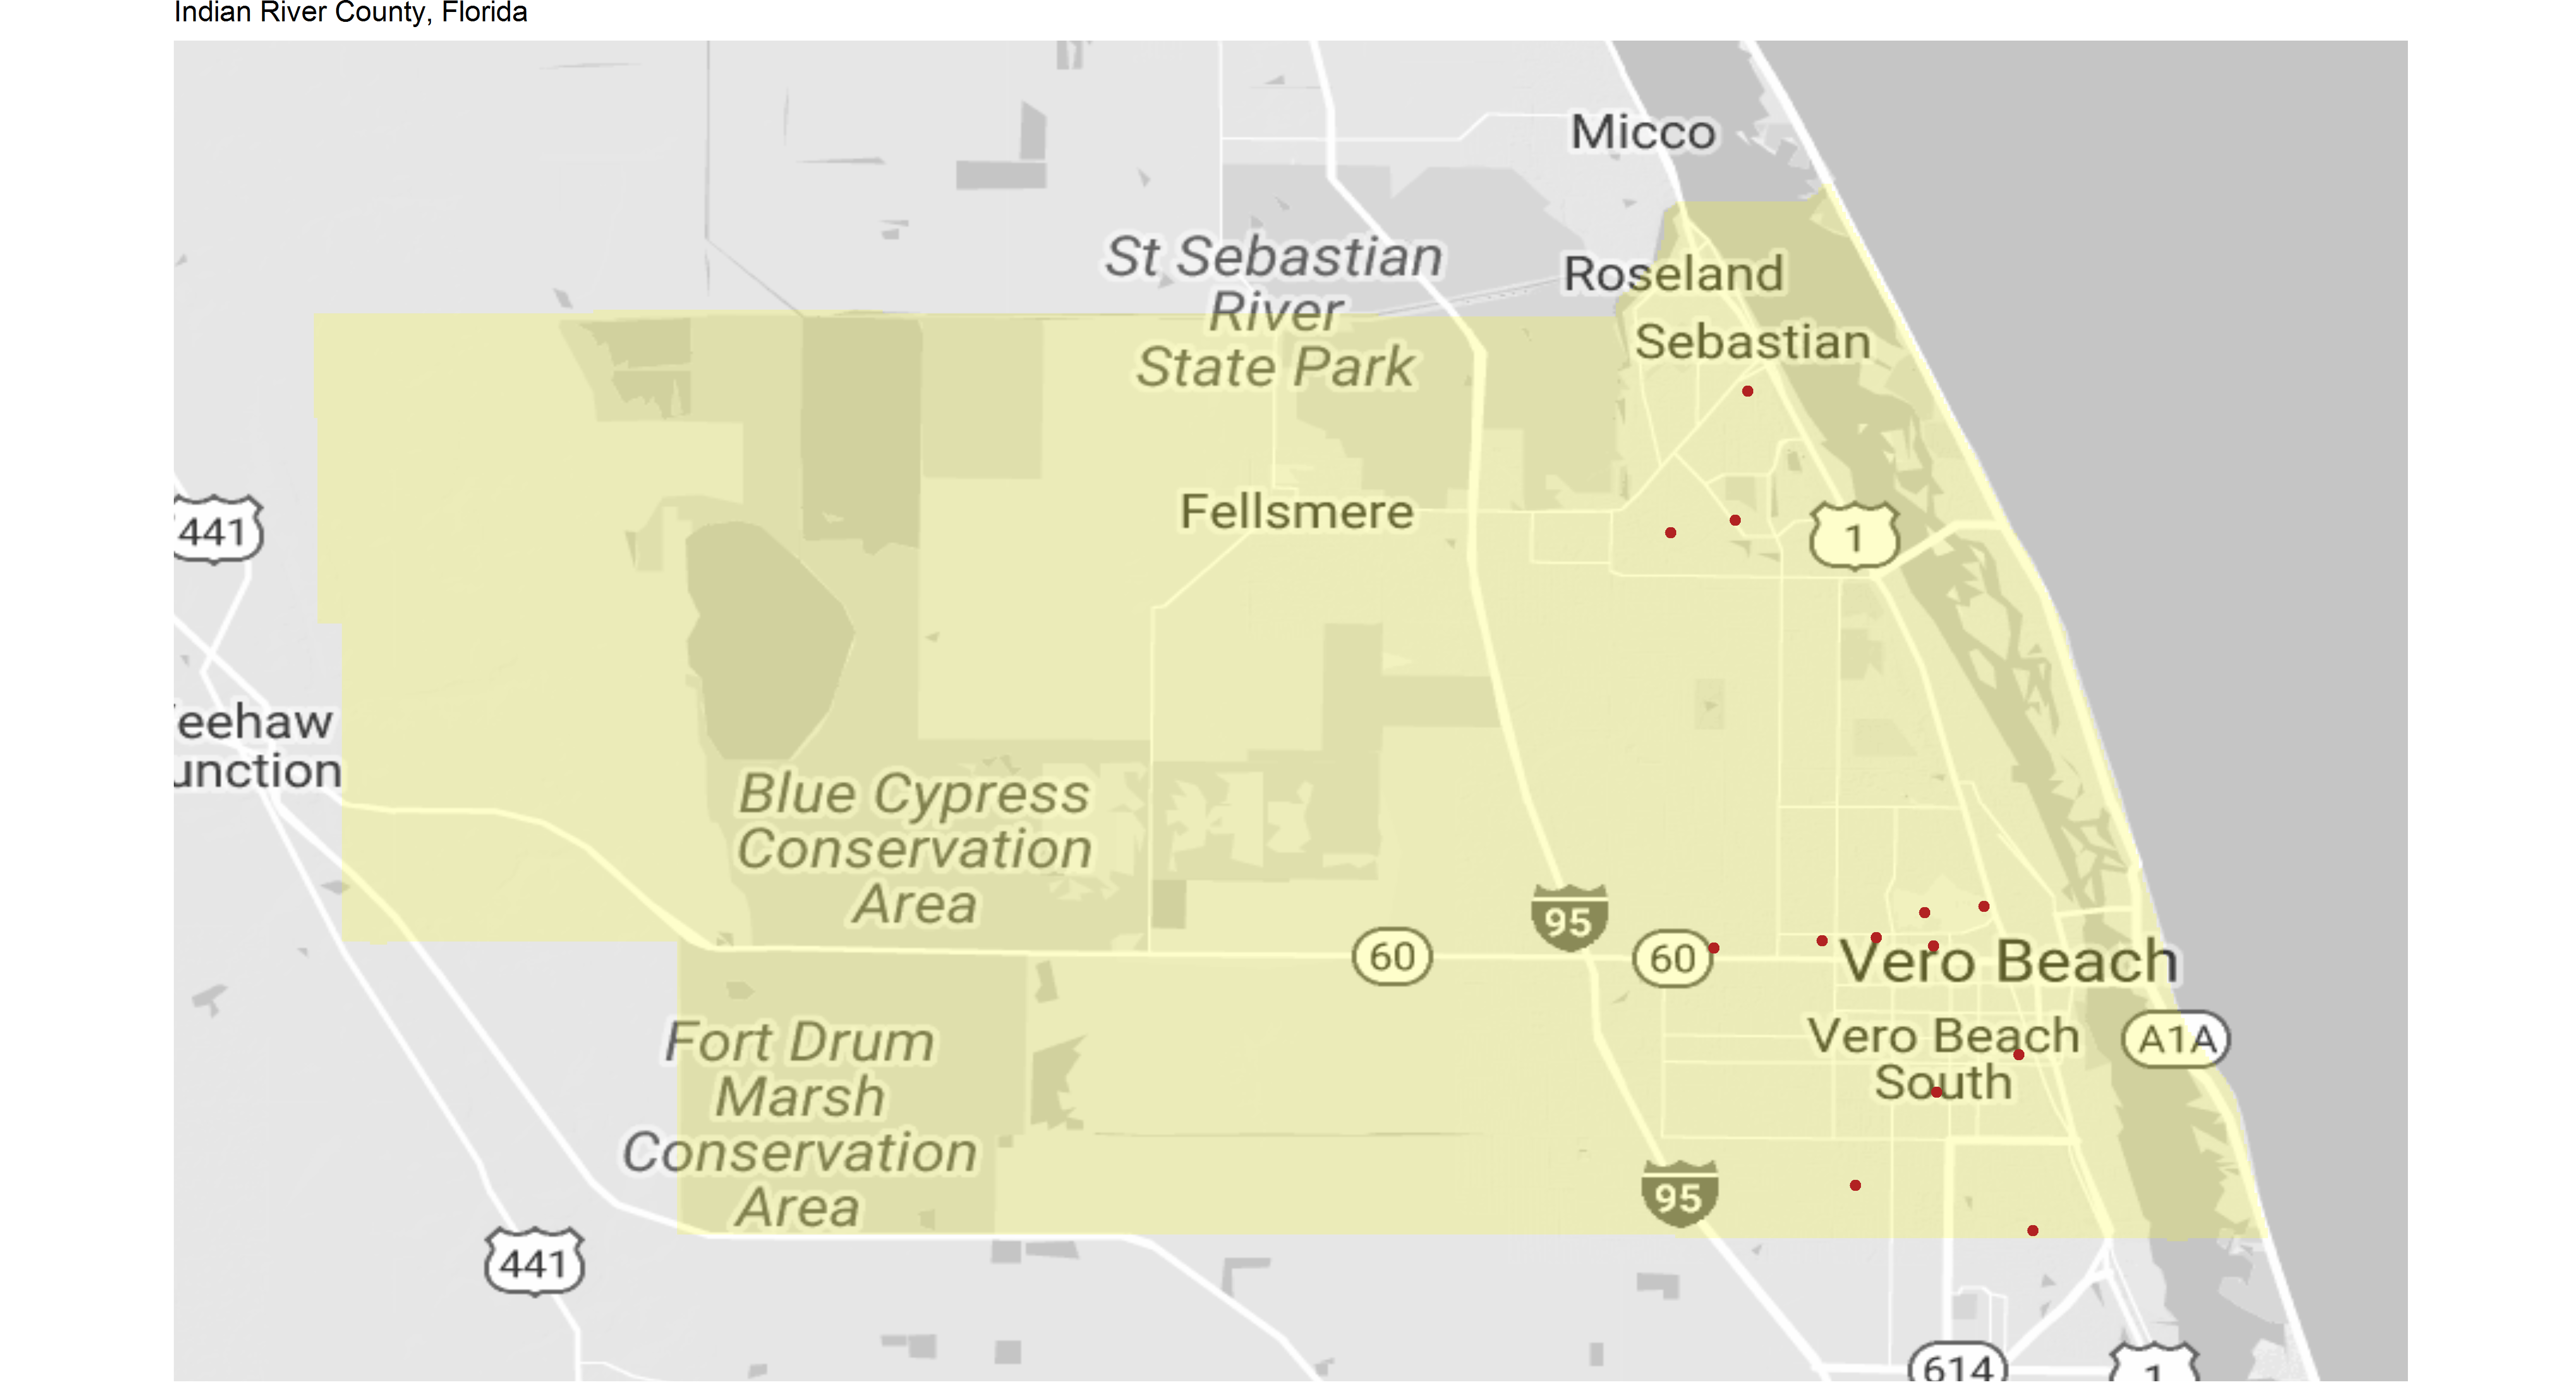 Indian River County, Florida
Micco
St Sebastian
River
State Park
Roseland
Sebastian
441
Fellsmere
1
eehaw
unction
Blue Cypress
Conservation
Area
95
60
60
Vero Beach
Fort Drum
Marsh
Conservation
Area
Vero Beach
South
A1A
95
441
614
1